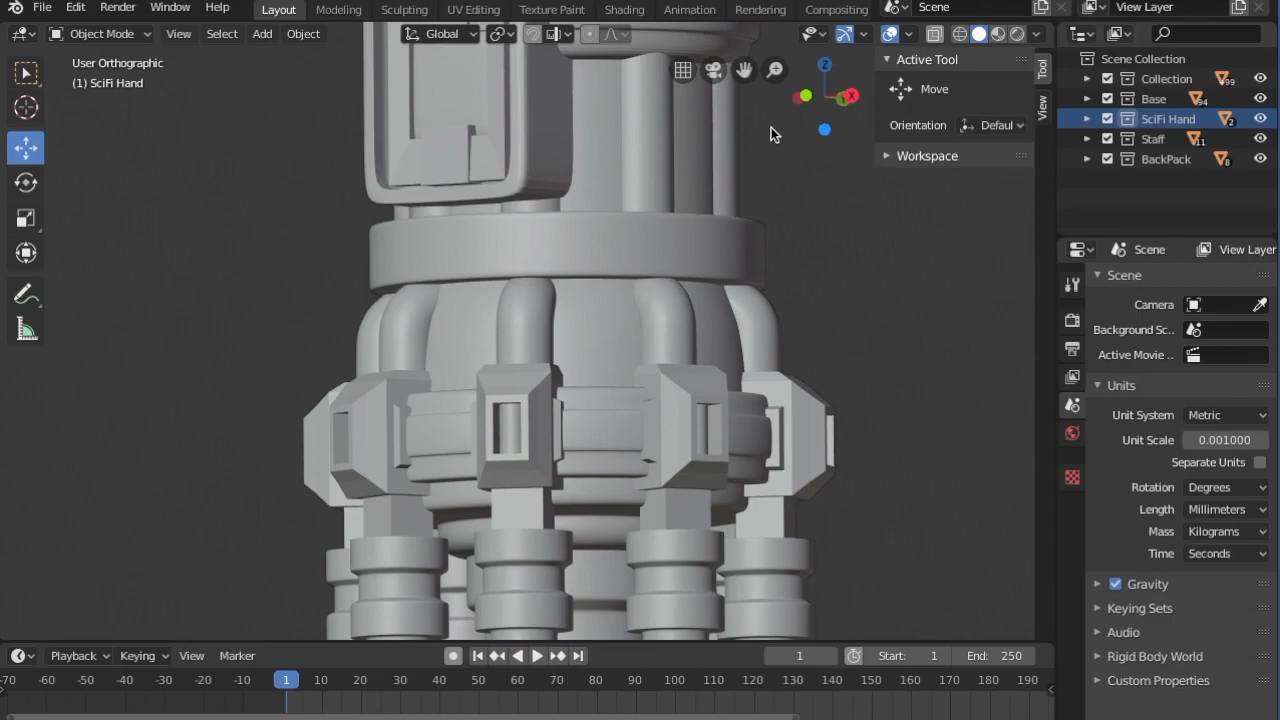 File Edit Render Window Help Layout Modeling Sculpting UV Editing Texture Paint Shading Animation Rendering Compositing Scene View Layer
Object Mode View Select Add Object Global
User Orthographic
(1) SciFi Hand
Z
X
Y
Active Tool
Move
Orientation Defaul
Workspace
Tool
View
Scene Collection
Collection 99
Base 94
SciFi Hand 2
Staff 11
BackPack 8
Scene View Layer
Scene
Camera
Background Sc..
Active Movie ..
Units
Unit System Metric
Unit Scale 0.001000
Separate Units
Rotation Degrees
Length Millimeters
Mass Kilograms
Time Seconds
Gravity
Keying Sets
Audio
Rigid Body World
Custom Properties
Playback Keying View Marker 1 Start: 1 End: 250
-70 -60 -50 -40 -30 -20 -10 1 10 20 30 40 50 60 70 80 90 100 110 120 130 140 150 160 170 180 190